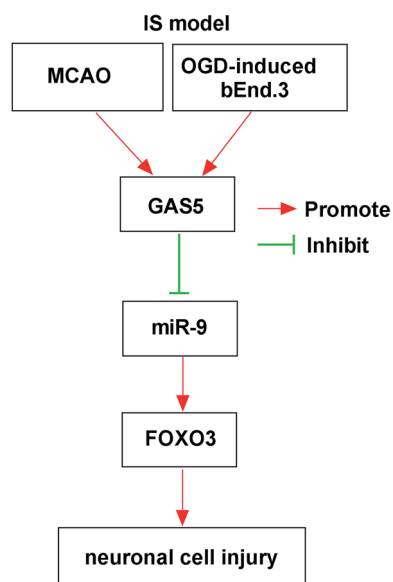 IS model
MCAO
OGD-induced
bEnd.3
GAS5
Promote
Inhibit
miR-9
FOXO3
neuronal cell injury